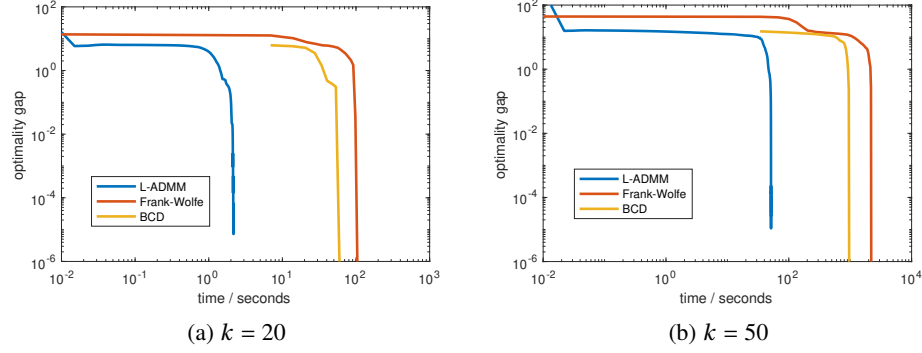 10^2
10^0
10^-2
10^-4
10^-6
optimality gap
L-ADMM
Frank-Wolfe
BCD
10^-2
10^-1
10^0
10^1
10^2
10^3
time / seconds
(a) k = 20
10^2
10^0
10^-2
10^-4
10^-6
optimality gap
L-ADMM
Frank-Wolfe
BCD
10^-2
10^0
10^2
10^4
time / seconds
(b) k = 50